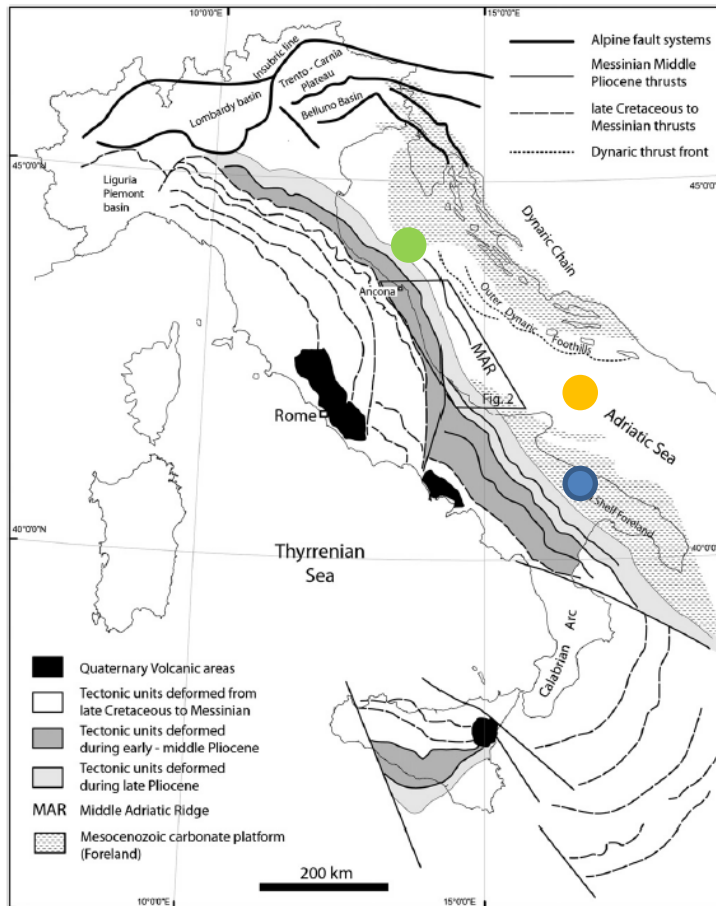 10°0'0"E
15°0'0"E
Alpine fault systems
Messinian Middle
Pliocene thrusts
late Cretaceous to
Messinian thrusts
Dynaric thrust front
Insubric line
Trento - Carnia
Plateau
Lombardy basin
Belluno Basin
45°0'0"N
45°0'0"N
Liguria
Piemont
basin
Dynaric Chain
Ancona
Outer Dynaric Foothills
MAR
Fig. 2
Rome
Adriatic Sea
Shelf Foreland
40°0'0"N
40°0'0"N
Thyrrenian
Sea
Calabrian Arc
Quaternary Volcanic areas
Tectonic units deformed from
late Cretaceous to Messinian
Tectonic units deformed
during early - middle Pliocene
Tectonic units deformed
during late Pliocene
MAR Middle Adriatic Ridge
Mesocenozoic carbonate platform
(Foreland)
200 km
10°0'0"E
15°0'0"E